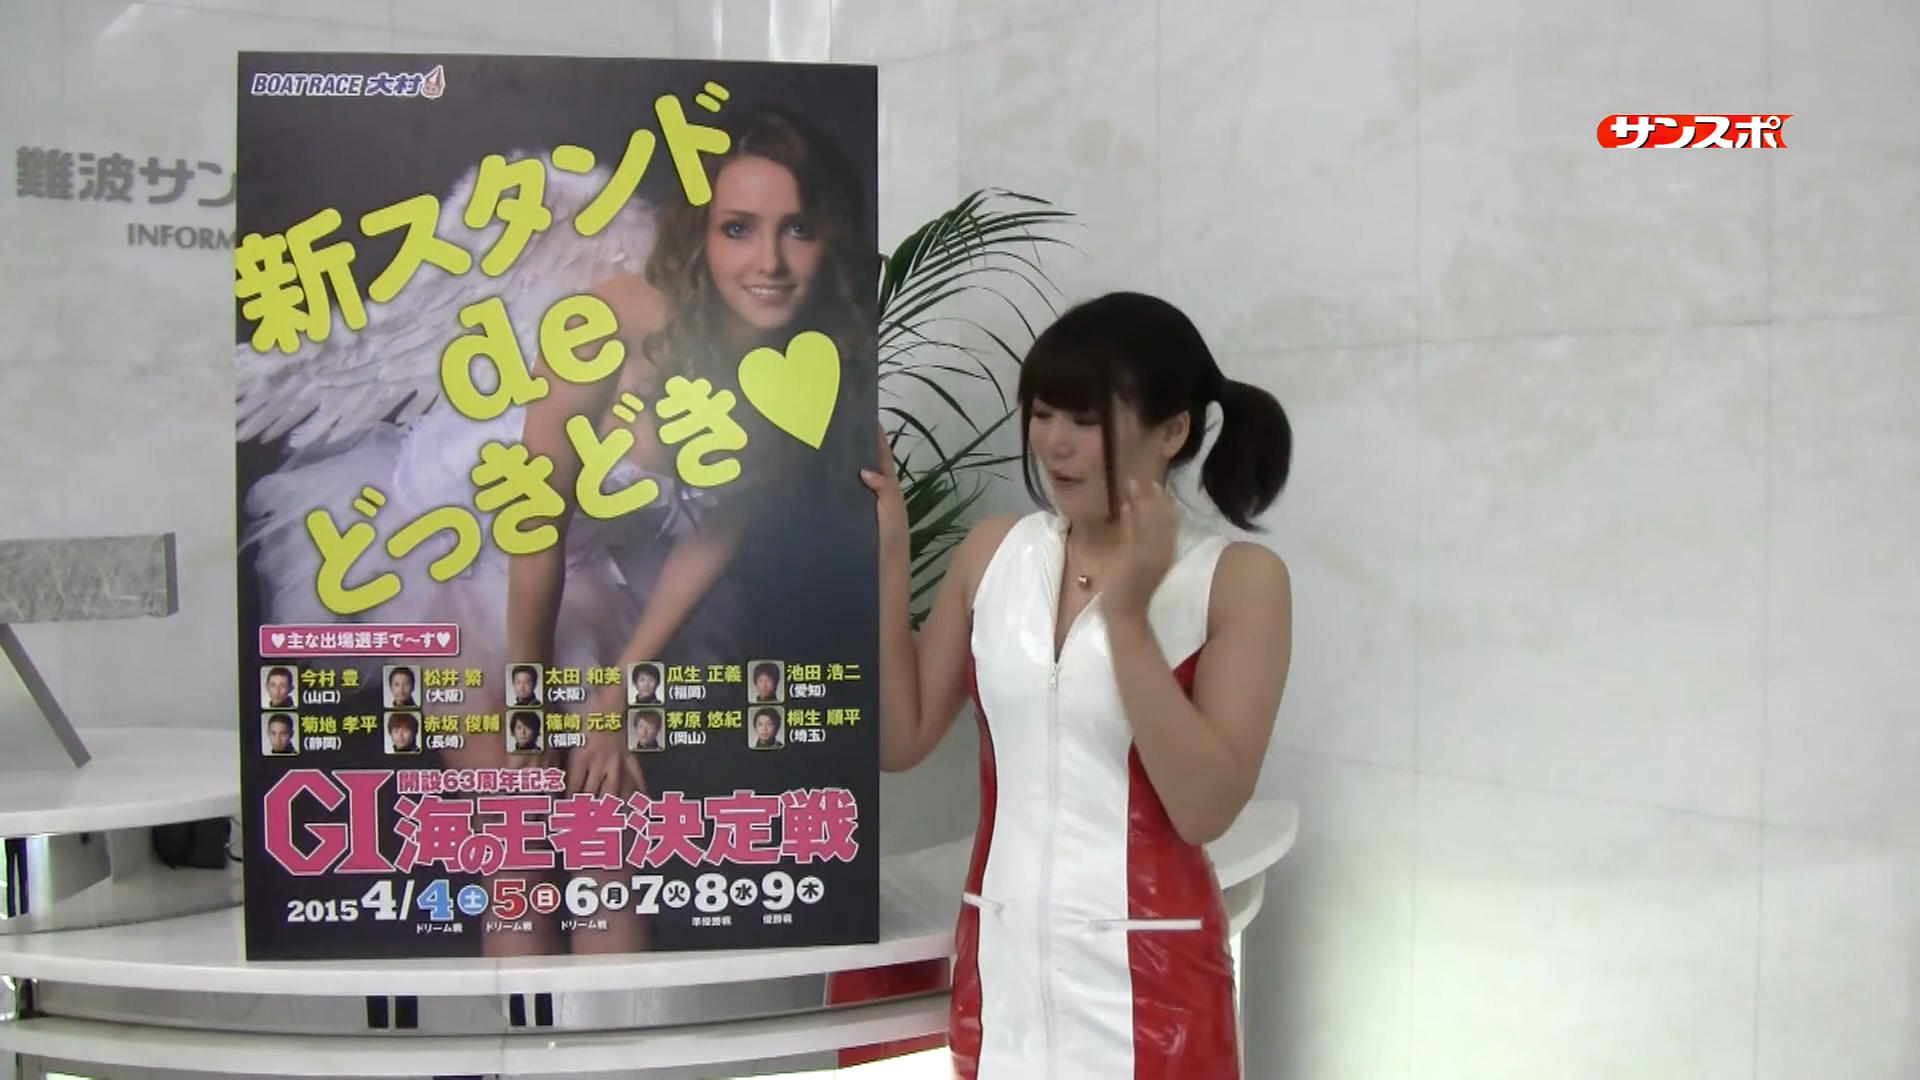 BOAT RACE 大村
サンスポ
難波サン
INFORM
新スタンド
de
どっきどき♥
♥主な出場選手で～す♥
今村 豊 (山口)
松井 繁 (大阪)
太田 和美 (大阪)
瓜生 正義 (福岡)
池田 浩二 (愛知)
菊地 孝平 (静岡)
赤坂 俊輔 (長崎)
篠崎 元志 (福岡)
茅原 悠紀 (岡山)
桐生 順平 (埼玉)
開設63周年記念
GI 海の王者決定戦
2015 4/4土5日6月7火8水9木
ドリーム戦 ドリーム戦 ドリーム戦 準優勝戦 優勝戦